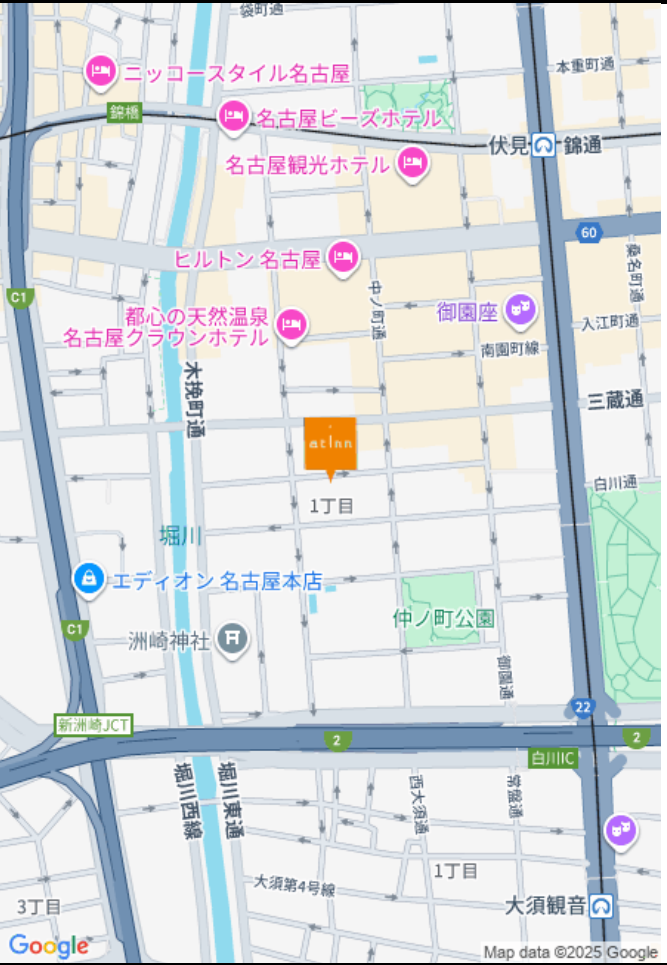 袋町通
本重町通
ニッコースタイル名古屋
錦橋
名古屋ビーズホテル
伏見
錦通
名古屋観光ホテル
60
ヒルトン 名古屋
桑名町通
C1
中ノ町通
御園座
都心の天然温泉
名古屋クラウンホテル
入江町通
南園町線
木挽町通
三蔵通
at Inn
白川通
1丁目
堀川
エディオン 名古屋本店
仲ノ町公園
C1
洲崎神社
御園通
22
新洲崎JCT
2
2
白川IC
堀川西線
堀川東通
西大須通
常盤通
1丁目
大須第4号線
3丁目
大須観音
Google
Map data ©2025 Google